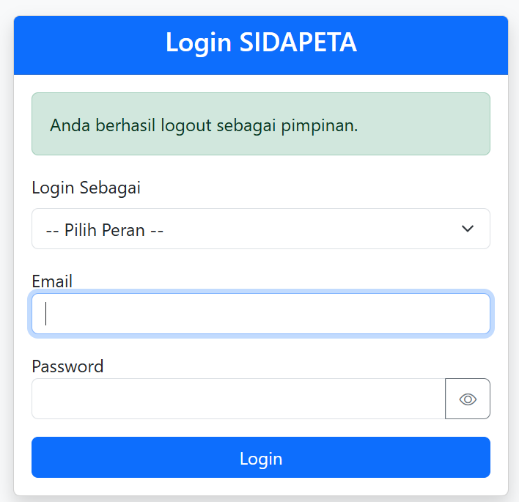 Login SIDAPETA
Anda berhasil logout sebagai pimpinan.
Login Sebagai
-- Pilih Peran --
Email
Password
Login